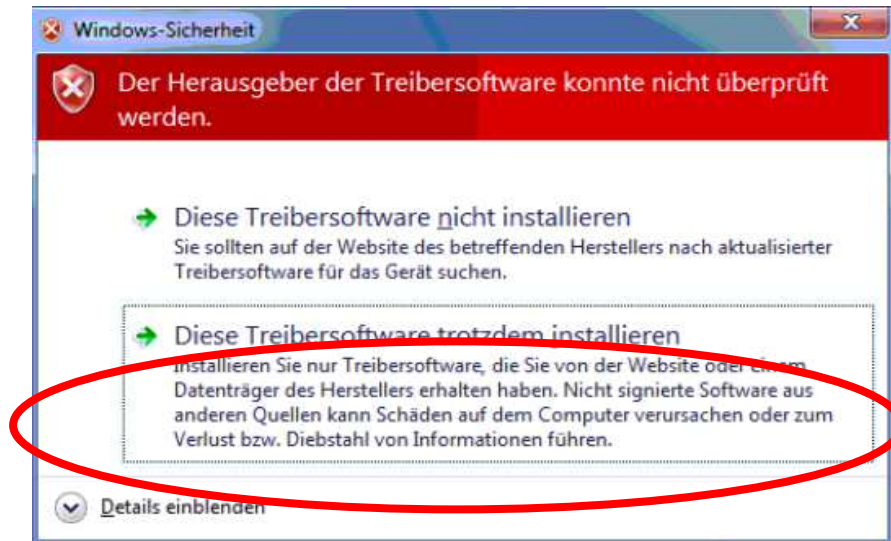 Windows-Sicherheit
Der Herausgeber der Treibersoftware konnte nicht überprüft
werden.
Diese Treibersoftware nicht installieren
Sie sollten auf der Website des betreffenden Herstellers nach aktualisierter
Treibersoftware für das Gerät suchen.
Diese Treibersoftware trotzdem installieren
Installieren Sie nur Treibersoftware, die Sie von der Website oder einem
Datenträger des Herstellers erhalten haben. Nicht signierte Software aus
anderen Quellen kann Schäden auf dem Computer verursachen oder zum
Verlust bzw. Diebstahl von Informationen führen.
Details einblenden